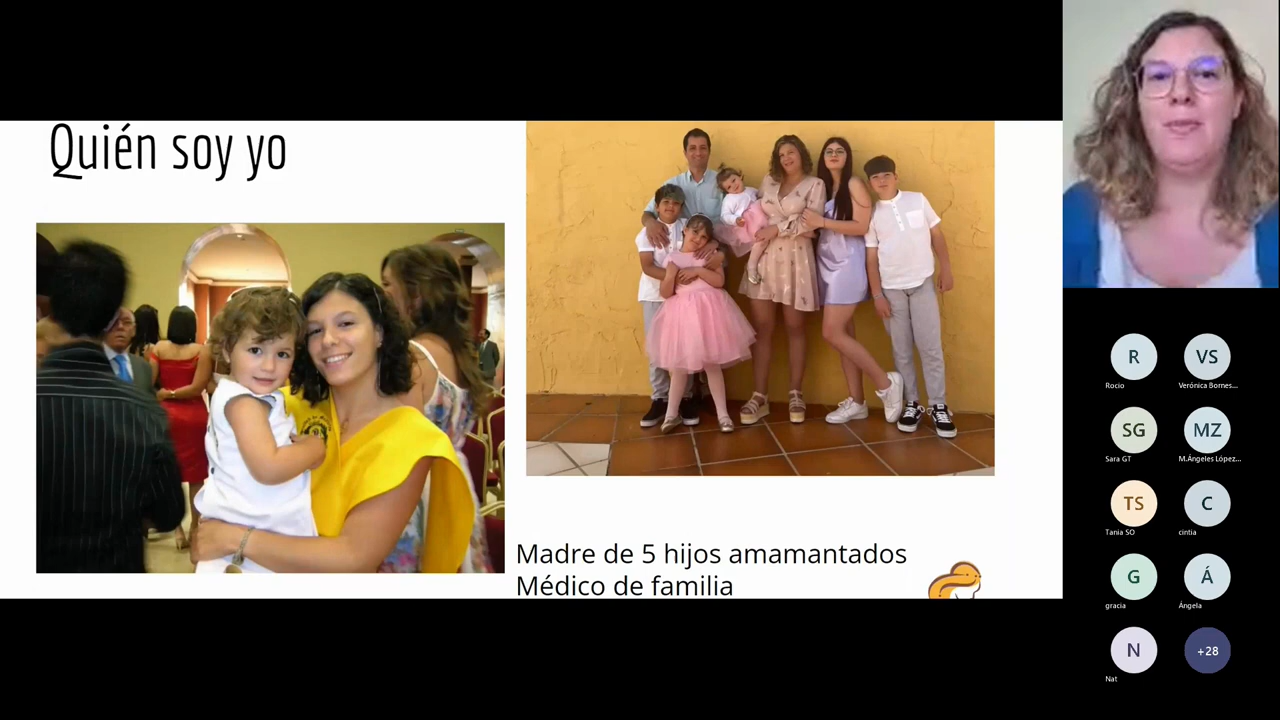 Quién soy yo
Madre de 5 hijos amamantados
Médico de familia
R
VS
Rocio
Verónica Bornes...
SG
MZ
Sara GT
M.Ángeles López...
TS
C
Tania SO
cintia
G
Á
gracia
Ángela
N
+28
Nat